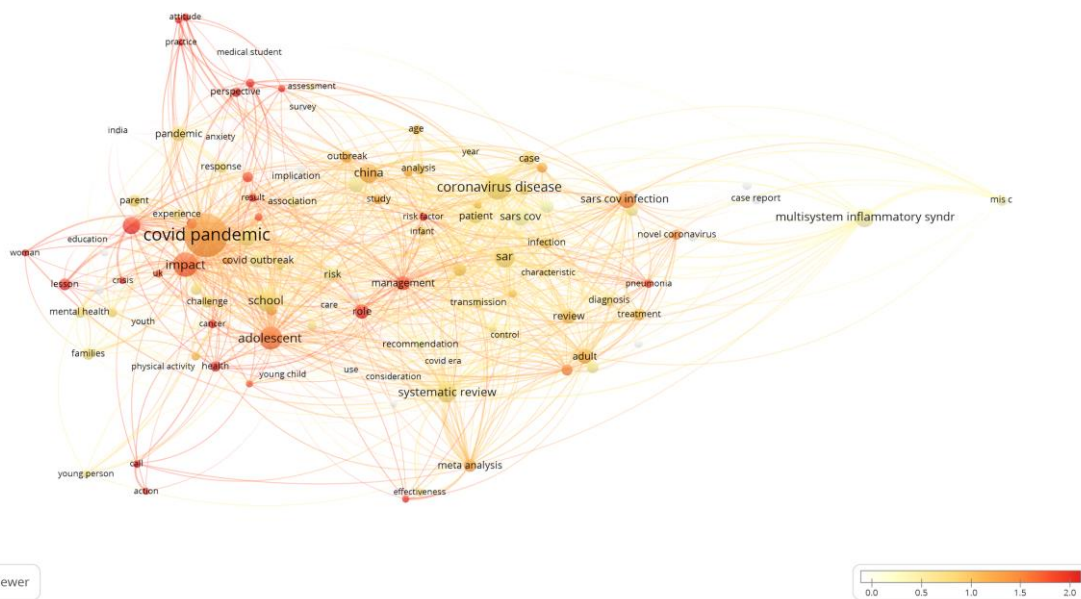 attitude
practice
medical student
perspective
assessment
survey
india
pandemic
anxiety
age
outbreak
year
case
response
implication
china
analysis
coronavirus disease
parent
result
association
study
sars cov infection
case report
mis c
experience
risk factor
patient
sars cov
multisystem inflammatory syndr
education
covid pandemic
infant
infection
novel coronavirus
woman
impact
covid outbreak
sar
uk
risk
characteristic
lesson
crisis
management
pneumonia
mental health
challenge
school
care
role
transmission
diagnosis
youth
cancer
review
treatment
adolescent
recommendation
control
families
physical activity
health
young child
use
consideration
covid era
adult
systematic review
call
meta analysis
young person
action
effectiveness
ewer
0.0 0.5 1.0 1.5 2.0